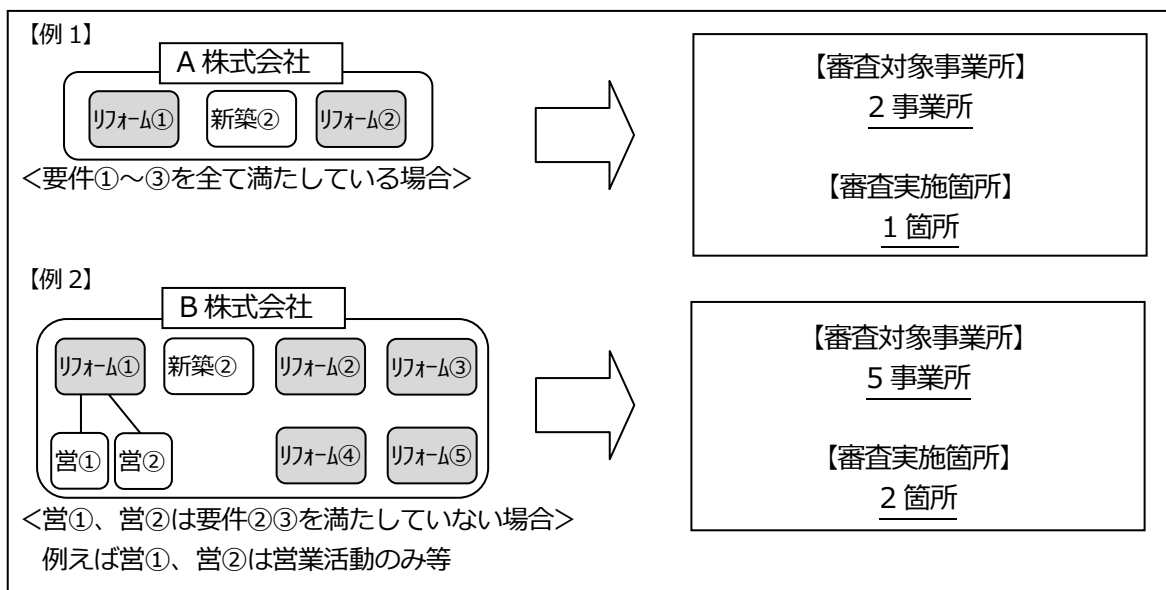 【例 1】
A 株式会社
ﾘﾌｫｰﾑ① 新築② ﾘﾌｫｰﾑ②
＜要件①～③を全て満たしている場合＞
【審査対象事業所】
2 事業所
【審査実施箇所】
1 箇所
【例 2】
B 株式会社
ﾘﾌｫｰﾑ① 新築② ﾘﾌｫｰﾑ② ﾘﾌｫｰﾑ③
営① 営② ﾘﾌｫｰﾑ④ ﾘﾌｫｰﾑ⑤
＜営①、営②は要件②③を満たしていない場合＞
例えば営①、営②は営業活動のみ等
【審査対象事業所】
5 事業所
【審査実施箇所】
2 箇所